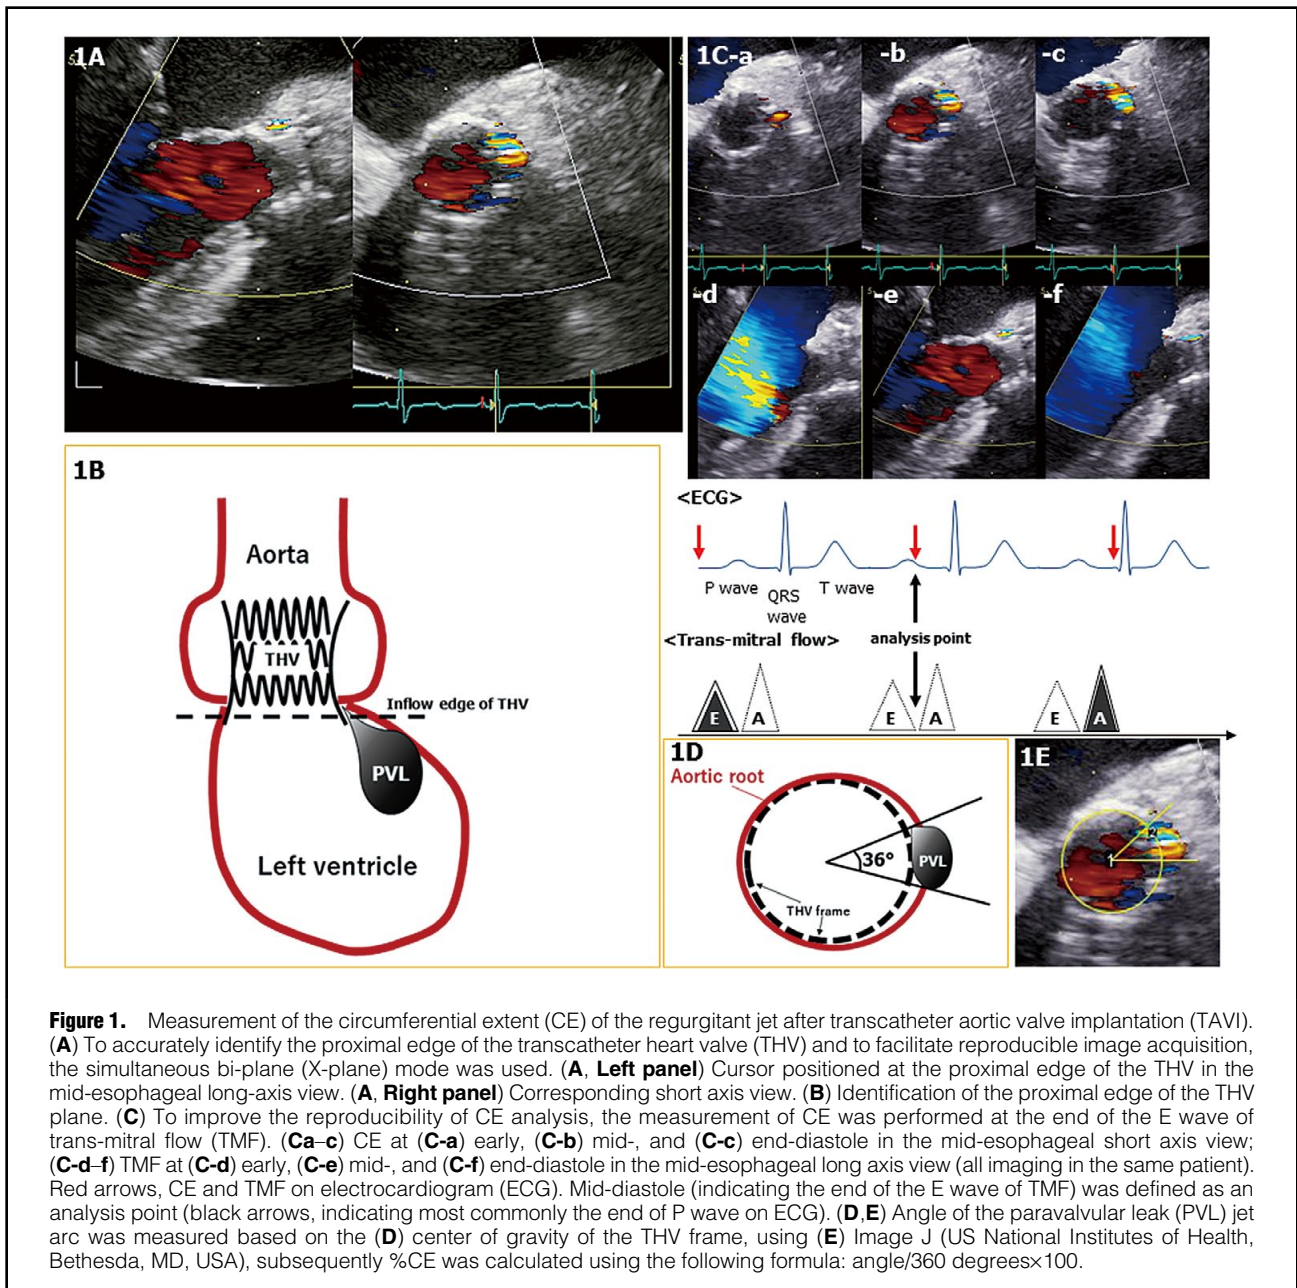 1A
1C-a
-b
-c
-d
-e
-f
1B
Aorta
THV
Inflow edge of THV
PVL
Left ventricle
<ECG>
P wave
QRS
wave
T wave
<Trans-mitral flow>
analysis point
E
A
E
A
E
A
1D
Aortic root
36°
PVL
THV frame
1E
1
2
Figure 1. Measurement of the circumferential extent (CE) of the regurgitant jet after transcatheter aortic valve implantation (TAVI).
(A) To accurately identify the proximal edge of the transcatheter heart valve (THV) and to facilitate reproducible image acquisition,
the simultaneous bi-plane (X-plane) mode was used. (A, Left panel) Cursor positioned at the proximal edge of the THV in the
mid-esophageal long-axis view. (A, Right panel) Corresponding short axis view. (B) Identification of the proximal edge of the THV
plane. (C) To improve the reproducibility of CE analysis, the measurement of CE was performed at the end of the E wave of
trans-mitral flow (TMF). (Ca–c) CE at (C-a) early, (C-b) mid-, and (C-c) end-diastole in the mid-esophageal short axis view;
(C-d–f) TMF at (C-d) early, (C-e) mid-, and (C-f) end-diastole in the mid-esophageal long axis view (all imaging in the same patient).
Red arrows, CE and TMF on electrocardiogram (ECG). Mid-diastole (indicating the end of the E wave of TMF) was defined as an
analysis point (black arrows, indicating most commonly the end of P wave on ECG). (D,E) Angle of the paravalvular leak (PVL) jet
arc was measured based on the (D) center of gravity of the THV frame, using (E) Image J (US National Institutes of Health,
Bethesda, MD, USA), subsequently %CE was calculated using the following formula: angle/360 degrees×100.